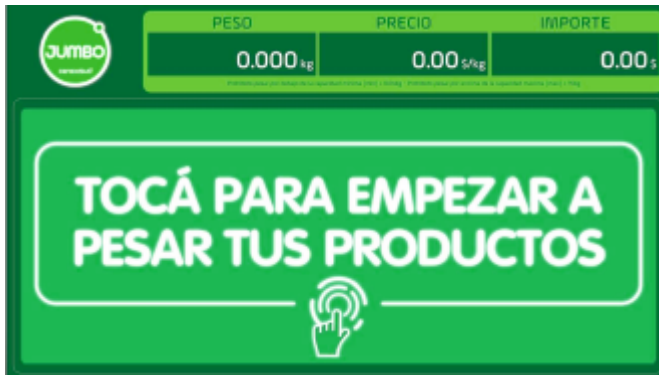 JUMBO
PESO PRECIO IMPORTE
0.000 kg 0.00 $/kg 0.00 $
TOCÁ PARA EMPEZAR A
PESAR TUS PRODUCTOS